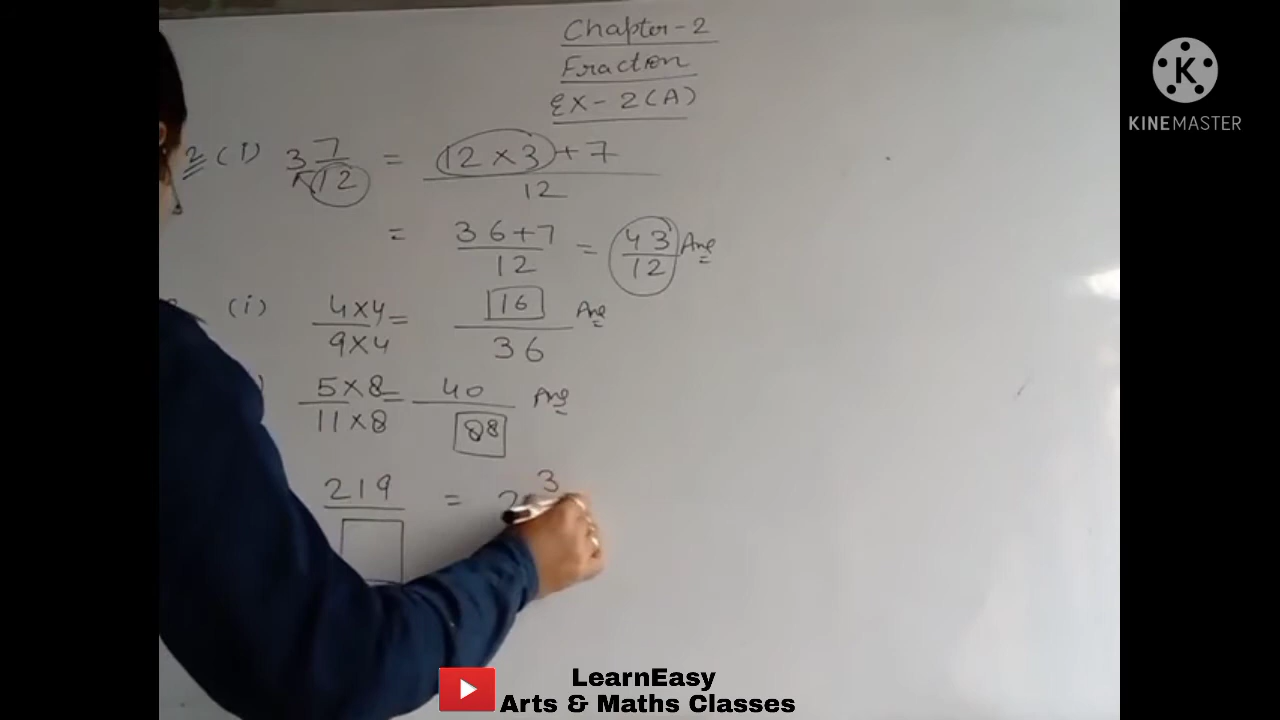 Chapter-2
Fraction
EX-2(A)
2 (i) 3 7/12 = 12 × 3 + 7 / 12
= 36+7 / 12 = 43/12 Ans
(i) 4×4 / 9×4 = 16 / 36 Ans
) 5×8 / 11×8 = 40 / 88 Ans
219 = 2 3
KINEMASTER
LearnEasy
Arts & Maths Classes